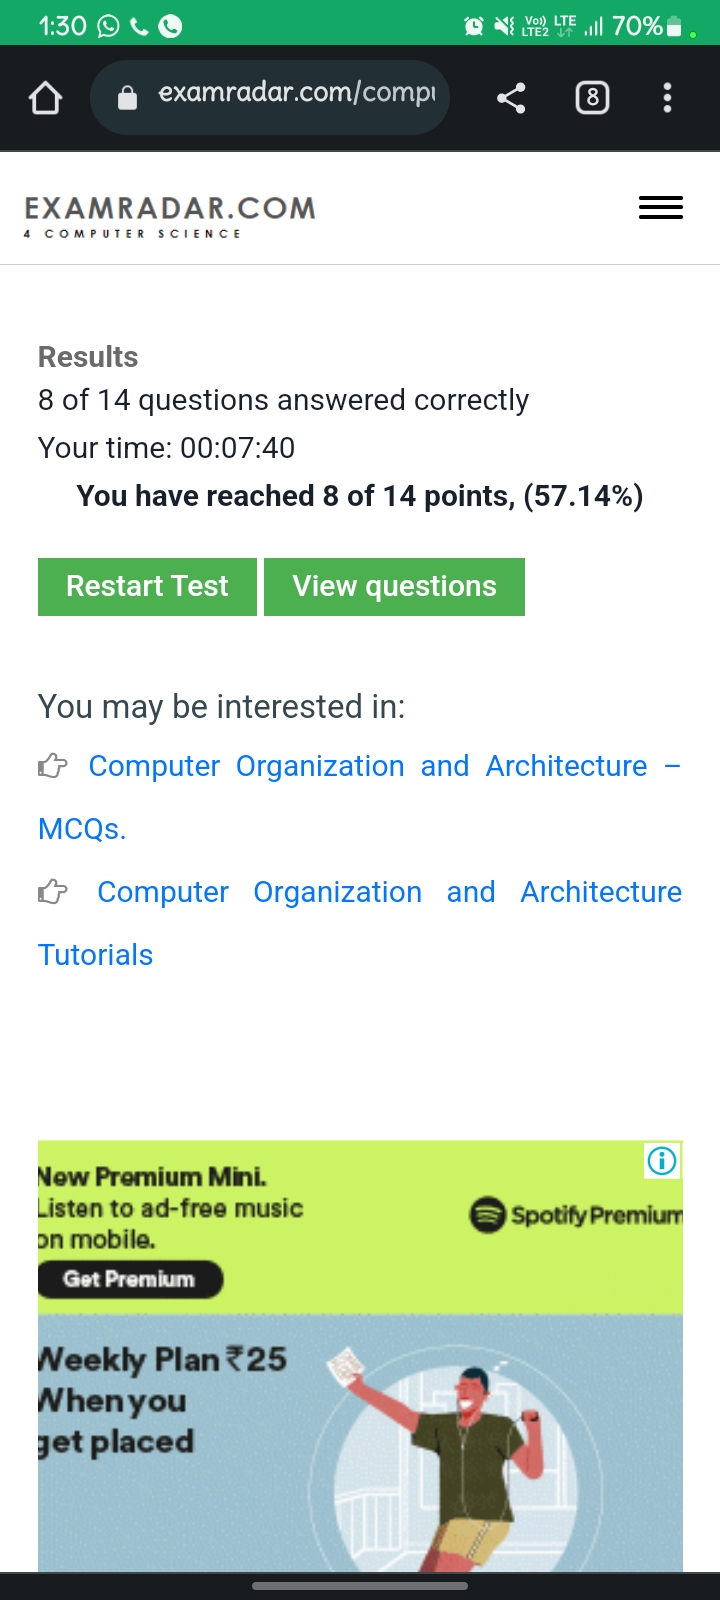 1:30
Vo)) LTE2 LTE 70%
examradar.com/compu
8
EXAMRADAR.COM
4 COMPUTER SCIENCE
Results
8 of 14 questions answered correctly
Your time: 00:07:40
You have reached 8 of 14 points, (57.14%)
Restart Test View questions
You may be interested in:
Computer Organization and Architecture –
MCQs.
Computer Organization and Architecture
Tutorials
New Premium Mini.
Listen to ad-free music
on mobile.
Get Premium
Spotify Premium
Weekly Plan ₹25
When you
get placed